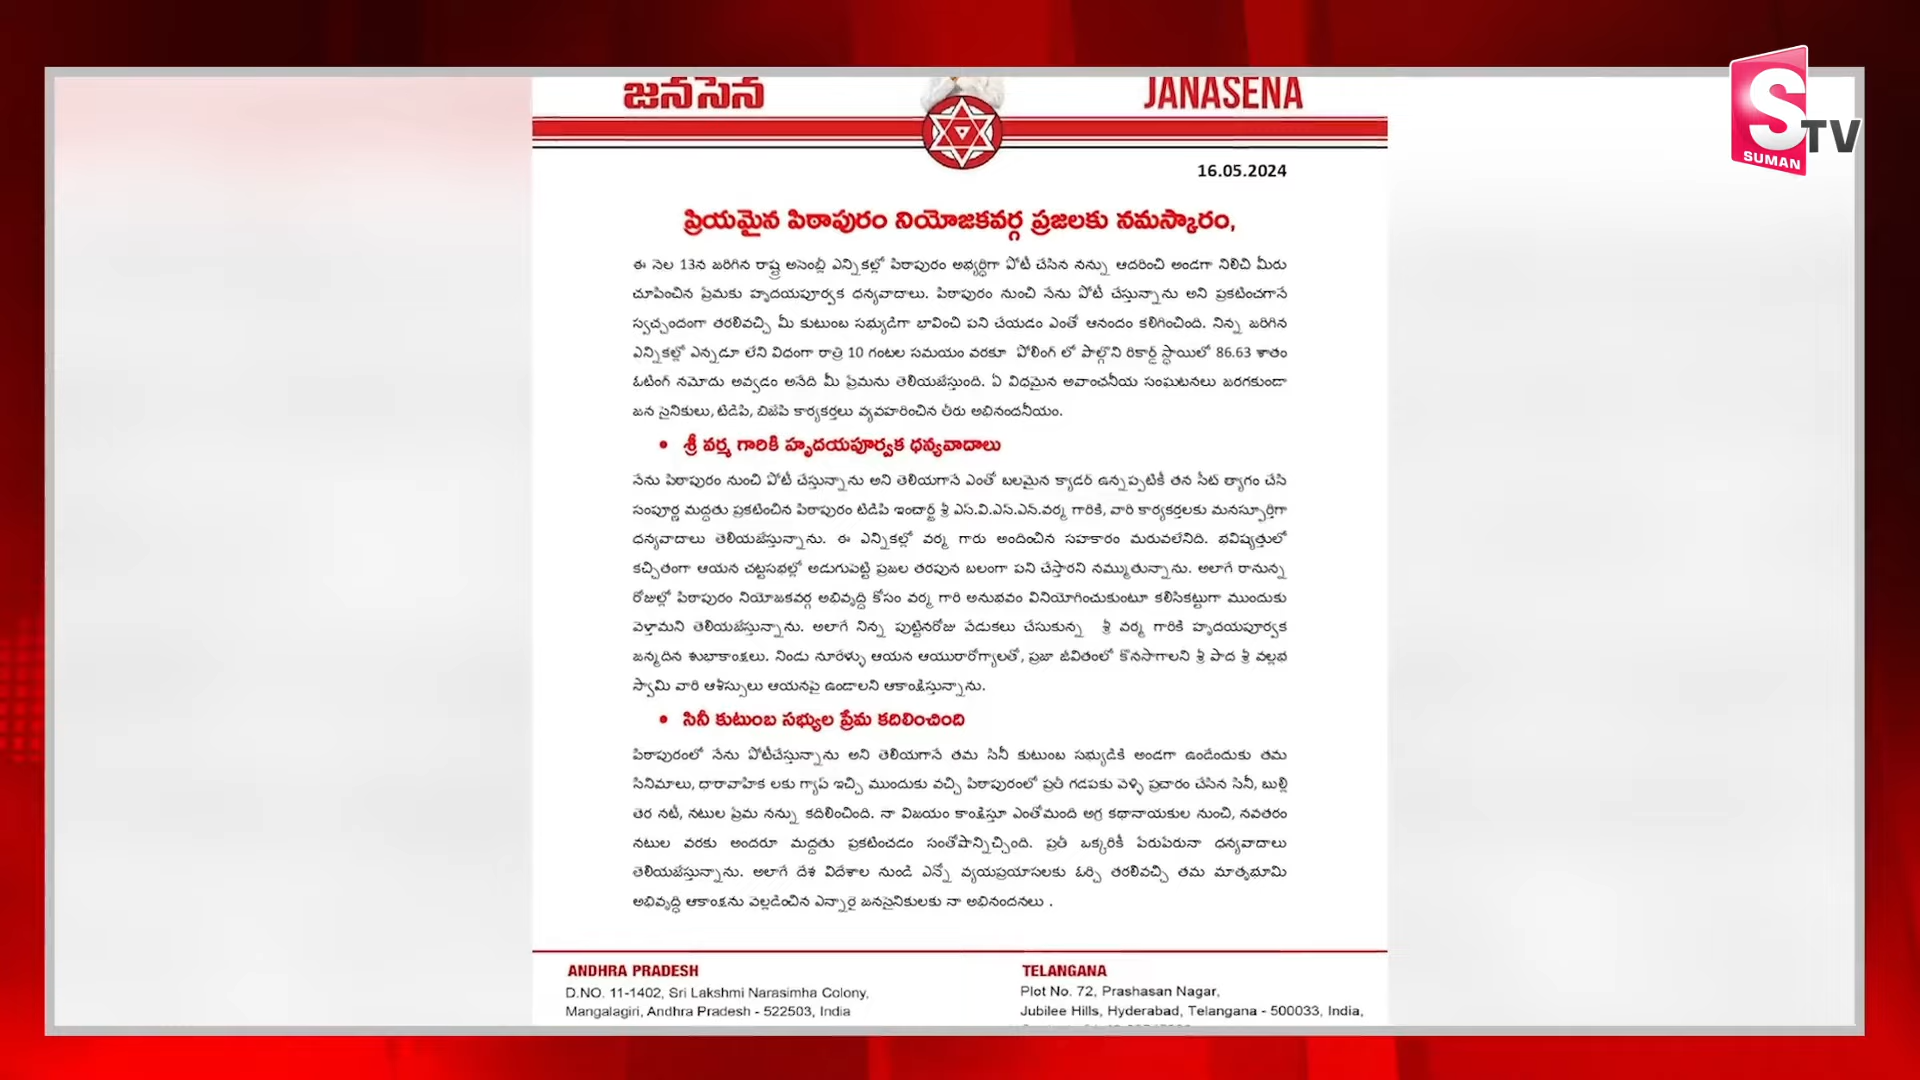 జనసేన
JANASENA
S
SUMAN
TV
16.05.2024
ప్రియమైన పిఠాపురం నియోజకవర్గ ప్రజలకు నమస్కారం,
ఈ నెల 13న జరిగిన రాష్ట్ర అసెంబ్లీ ఎన్నికల్లో పిఠాపురం అభ్యర్థిగా పోటీ చేసిన నన్ను ఆదరించి అండగా నిలిచి మీరు
చూపించిన ప్రేమకు హృదయపూర్వక ధన్యవాదాలు. పిఠాపురం నుంచి నేను పోటీ చేస్తున్నాను అని ప్రకటించగానే
స్వచ్ఛందంగా తరలివచ్చి మీ కుటుంబ సభ్యుడిగా భావించి పని చేయడం ఎంతో ఆనందం కలిగించింది. నిన్న జరిగిన
ఎన్నికల్లో ఎన్నడూ లేని విధంగా రాత్రి 10 గంటల సమయం వరకూ పోలింగ్ లో పాల్గొని రికార్డ్ స్థాయిలో 86.63 శాతం
ఓటింగ్ నమోదు అవ్వడం అనేది మీ ప్రేమను తెలియజేస్తుంది. ఏ విధమైన అవాంచనీయ సంఘటనలు జరగకుండా
జన సైనికులు, టిడిపి, బిజేపి కార్యకర్తలు వ్యవహరించిన తీరు అభినందనీయం.
• శ్రీ వర్మ గారికి హృదయపూర్వక ధన్యవాదాలు
నేను పిఠాపురం నుంచి పోటీ చేస్తున్నాను అని తెలియగానే ఎంతో బలమైన క్యాడర్ ఉన్నప్పటికీ తన సీట్ త్యాగం చేసి
సంపూర్ణ మద్దతు ప్రకటించిన పిఠాపురం టిడిపి ఇంచార్జ్ శ్రీ ఎస్.వి.ఎస్.ఎన్.వర్మ గారికి, వారి కార్యకర్తలకు మనస్ఫూర్తిగా
ధన్యవాదాలు తెలియజేస్తున్నాను. ఈ ఎన్నికల్లో వర్మ గారు అందించిన సహకారం మరువలేనిది. భవిష్యత్తులో
కచ్చితంగా ఆయన చట్టసభల్లో అడుగుపెట్టి ప్రజల తరపున బలంగా పని చేస్తారని నమ్ముతున్నాను. అలాగే రానున్న
రోజుల్లో పిఠాపురం నియోజకవర్గ అభివృద్ధి కోసం వర్మ గారి అనుభవం వినియోగించుకుంటూ కలిసికట్టుగా ముందుకు
వెళ్తామని తెలియజేస్తున్నాను. అలాగే నిన్న పుట్టినరోజు వేడుకలు చేసుకున్న శ్రీ వర్మ గారికి హృదయపూర్వక
జన్మదిన శుభాకాంక్షలు. నిండు నూరేళ్ళు ఆయన ఆయురారోగ్యాలతో, ప్రజా జీవితంలో కొనసాగాలని శ్రీ పాద శ్రీ వల్లభ
స్వామి వారి ఆశీస్సులు ఆయనపై ఉండాలని ఆకాంక్షిస్తున్నాను.
• సినీ కుటుంబ సభ్యుల ప్రేమ కదిలించింది
పిఠాపురంలో నేను పోటీచేస్తున్నాను అని తెలియగానే తమ సినీ కుటుంబ సభ్యుడికి అండగా ఉండేందుకు తమ
సినిమాలు, ధారావాహిక లకు గ్యాప్ ఇచ్చి ముందుకు వచ్చి పిఠాపురంలో ప్రతీ గడపకు వెళ్ళి ప్రచారం చేసిన సినీ, బుల్లి
తెర నటీ, నటుల ప్రేమ నన్ను కదిలించింది. నా విజయం కాంక్షిస్తూ ఎంతోమంది అగ్ర కథానాయకుల నుంచి, నవతరం
నటుల వరకు అందరూ మద్దతు ప్రకటించడం సంతోషాన్నిచ్చింది. ప్రతీ ఒక్కరికీ పేరుపేరునా ధన్యవాదాలు
తెలియజేస్తున్నాను. అలాగే దేశ విదేశాల నుండి ఎన్నో వ్యయప్రయాసలకు ఓర్చి తరలివచ్చి తమ మాతృభూమి
అభివృద్ధి ఆకాంక్షను వెల్లడించిన ఎన్నారై జనసైనికులకు నా అభినందనలు .
ANDHRA PRADESH
D.NO. 11-1402, Sri Lakshmi Narasimha Colony,
Mangalagiri, Andhra Pradesh - 522503, India
TELANGANA
Plot No. 72, Prashasan Nagar,
Jubilee Hills, Hyderabad, Telangana - 500033, India,